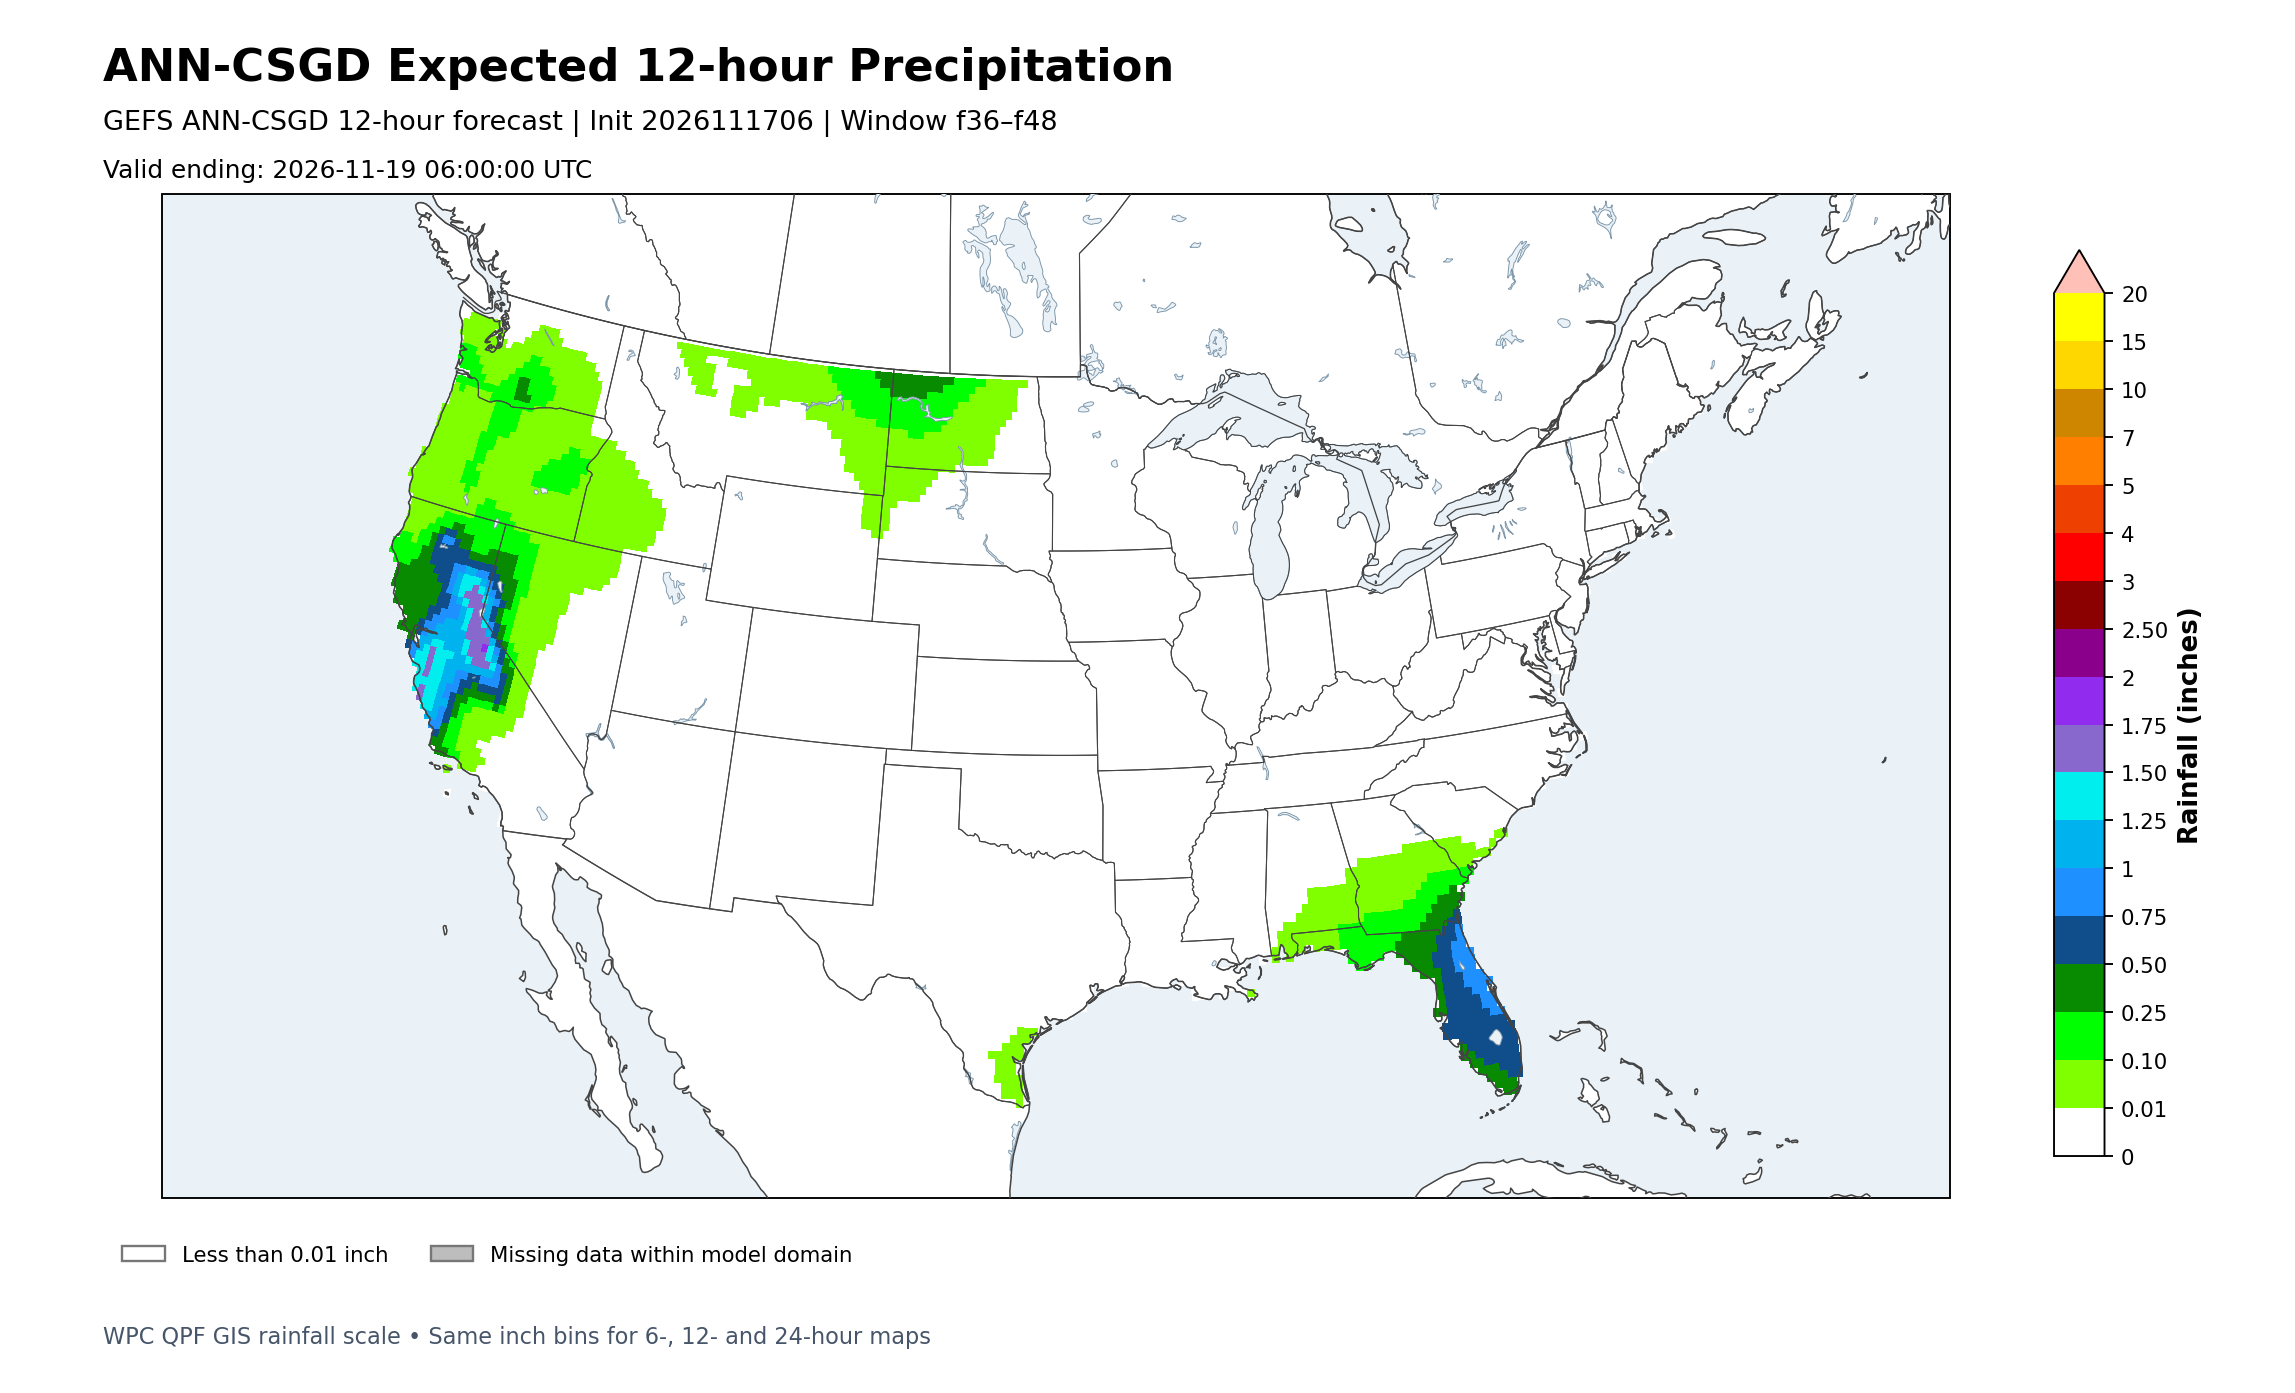 ANN-CSGD Expected 12-hour Precipitation
GEFS ANN-CSGD 12-hour forecast | Init 2026111706 | Window f36–f48
Valid ending: 2026-11-19 06:00:00 UTC
20
15
10
7
5
4
3
2.50
2
1.75
1.50
1.25
1
0.75
0.50
0.25
0.10
0.01
0
Rainfall (inches)
Less than 0.01 inch
Missing data within model domain
WPC QPF GIS rainfall scale • Same inch bins for 6-, 12- and 24-hour maps